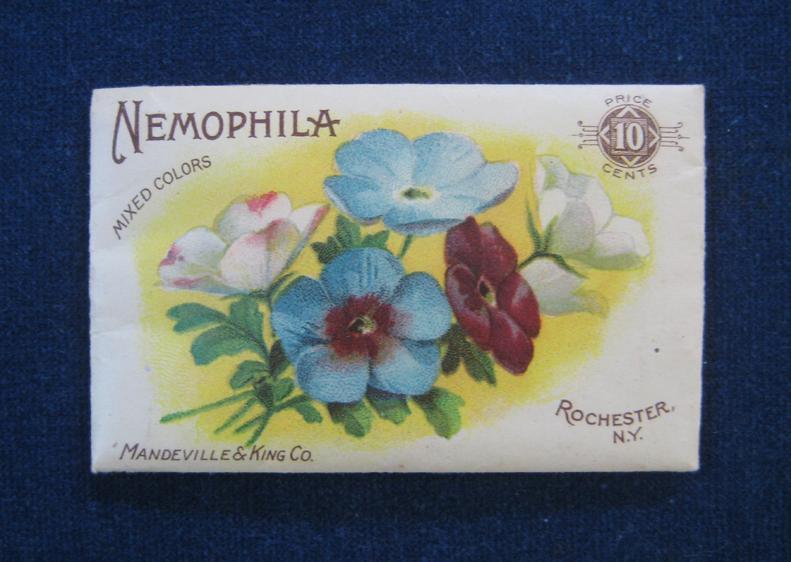 NEMOPHILA
MIXED COLORS
PRICE
10
CENTS
ROCHESTER,
N.Y.
MANDEVILLE & KING CO.